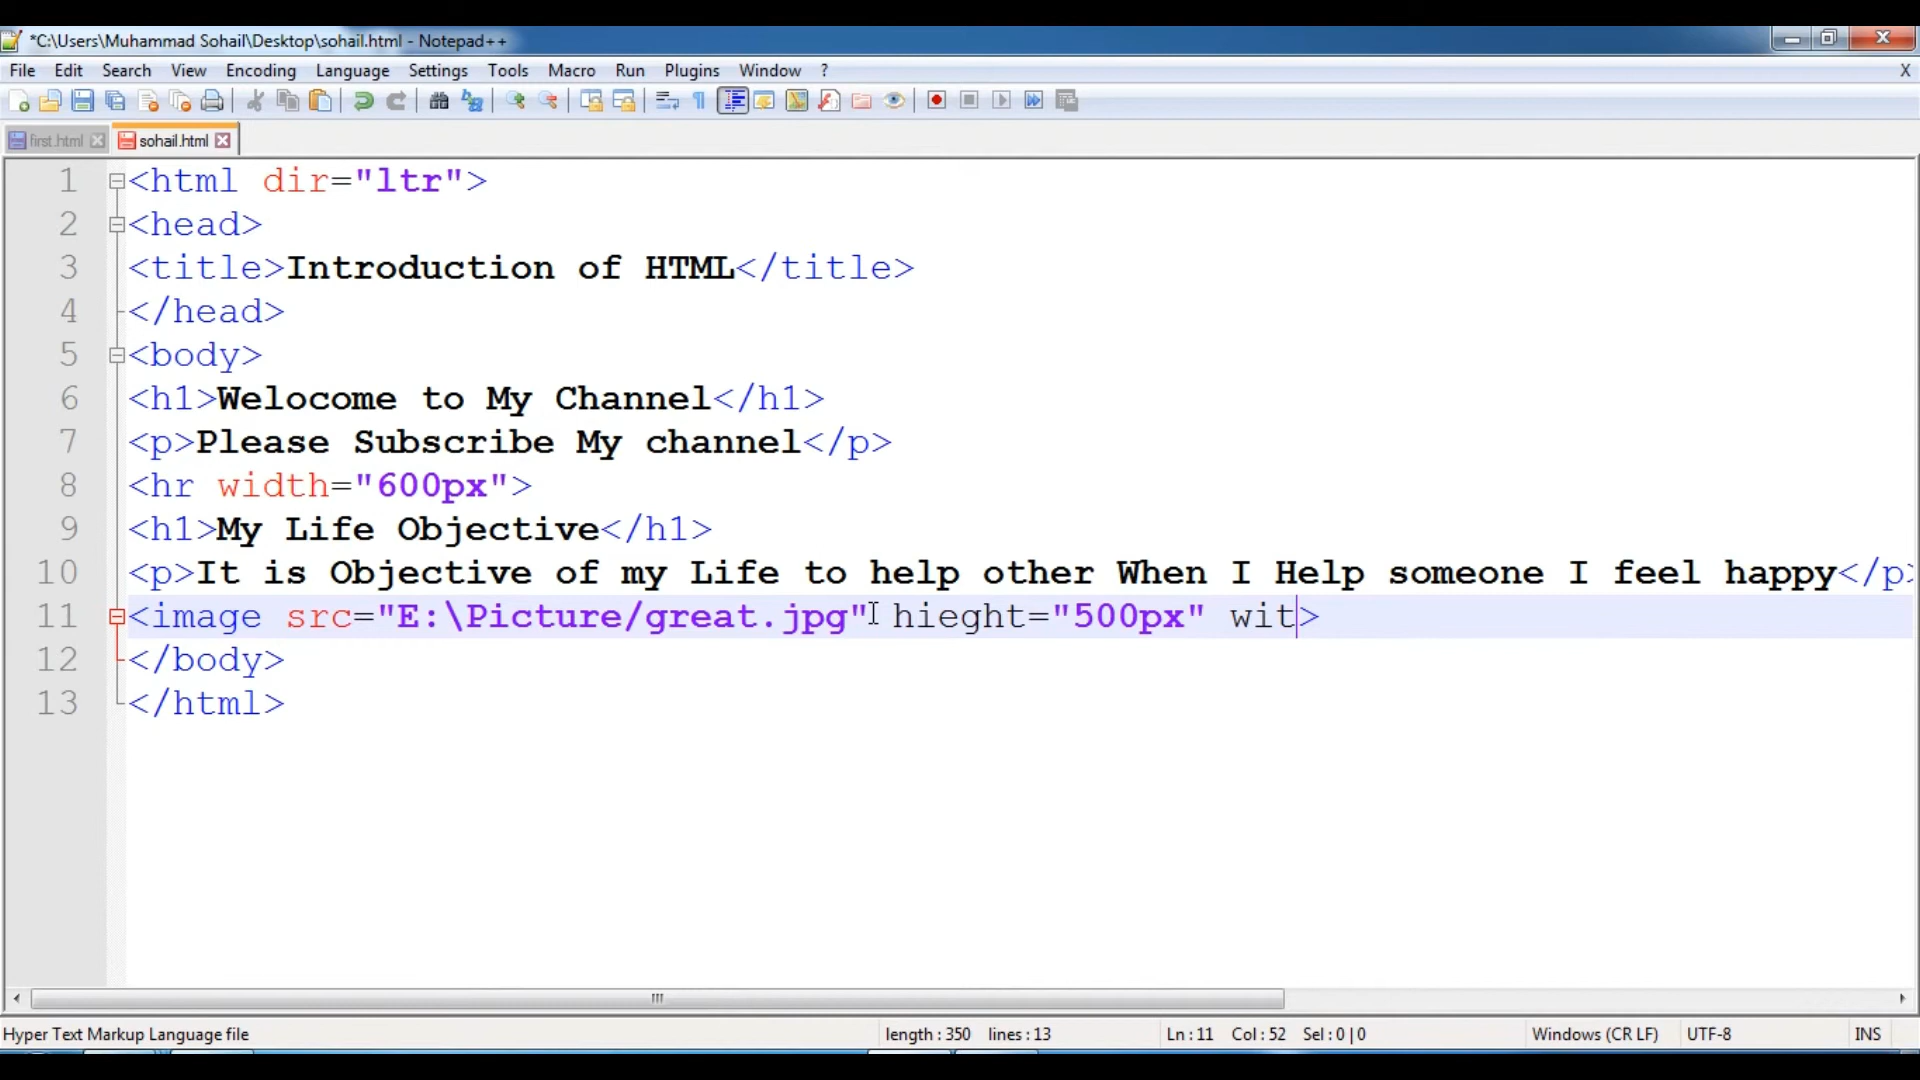 *C:\Users\Muhammad Sohail\Desktop\sohail.html - Notepad++
File Edit Search View Encoding Language Settings Tools Macro Run Plugins Window ? X
first.html sohail.html
1 <html dir="ltr">
2 <head>
3 <title>Introduction of HTML</title>
4 </head>
5 <body>
6 <h1>Welocome to My Channel</h1>
7 <p>Please Subscribe My channel</p>
8 <hr width="600px">
9 <h1>My Life Objective</h1>
10 <p>It is Objective of my Life to help other When I Help someone I feel happy</p>
11 <image src="E:\Picture/great.jpg" hieght="500px" wit>
12 </body>
13 </html>
Hyper Text Markup Language file length : 350 lines : 13 Ln : 11 Col : 52 Sel : 0 | 0 Windows (CR LF) UTF-8 INS